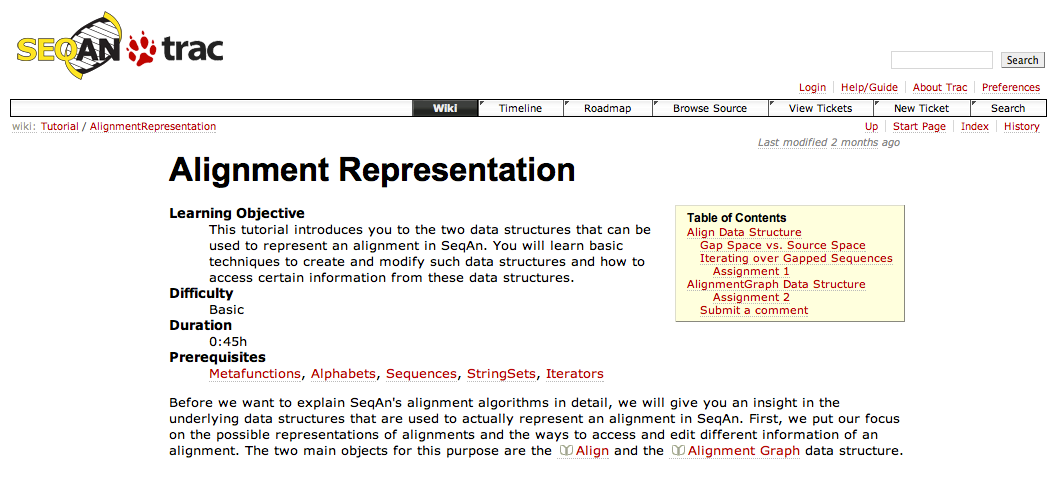 SEQAN trac
Search
Login Help/Guide About Trac Preferences
Wiki Timeline Roadmap Browse Source View Tickets New Ticket Search
wiki: Tutorial / AlignmentRepresentation
Up Start Page Index History
Last modified 2 months ago
Alignment Representation
Learning Objective
This tutorial introduces you to the two data structures that can be
used to represent an alignment in SeqAn. You will learn basic
techniques to create and modify such data structures and how to
access certain information from these data structures.
Difficulty
Basic
Duration
0:45h
Prerequisites
Metafunctions, Alphabets, Sequences, StringSets, Iterators
Table of Contents
Align Data Structure
Gap Space vs. Source Space
Iterating over Gapped Sequences
Assignment 1
AlignmentGraph Data Structure
Assignment 2
Submit a comment
Before we want to explain SeqAn's alignment algorithms in detail, we will give you an insight in the
underlying data structures that are used to actually represent an alignment in SeqAn. First, we put our focus
on the possible representations of alignments and the ways to access and edit different information of an
alignment. The two main objects for this purpose are the Align and the Alignment Graph data structure.